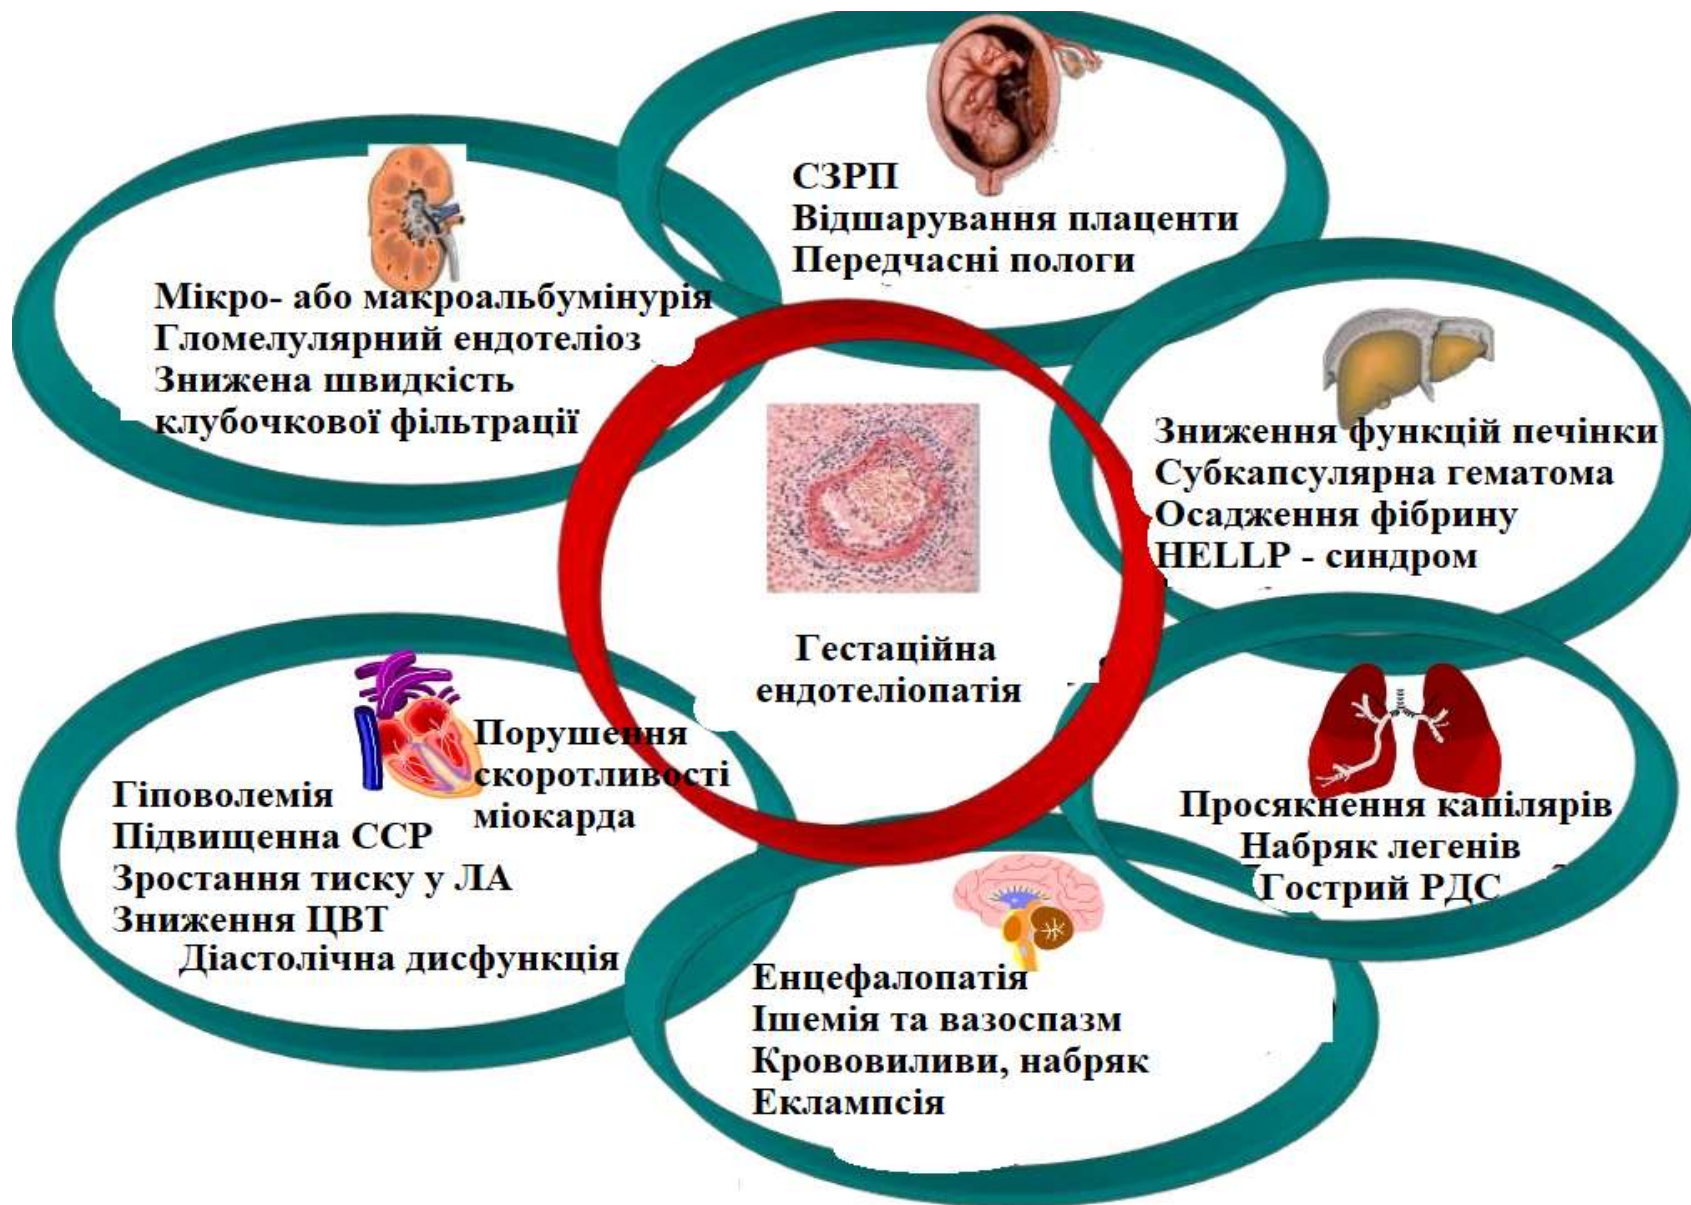 СЗРП
Відшарування плаценти
Передчасні пологи
Мікро- або макроальбумінурія
Гломелулярний ендотеліоз
Знижена швидкість
клубочкової фільтрації
Зниження функцій печінки
Субкапсулярна гематома
Осадження фібрину
HELLP - синдром
Гестаційна
ендотеліопатія
Порушення
скоротливості
міокарда
Гіповолемія
Підвищенна ССР
Зростання тиску у ЛА
Зниження ЦВТ
Діастолічна дисфункція
Просякнення капілярів
Набряк легенів
Гострий РДС
Енцефалопатія
Ішемія та вазоспазм
Крововиливи, набряк
Еклампсія